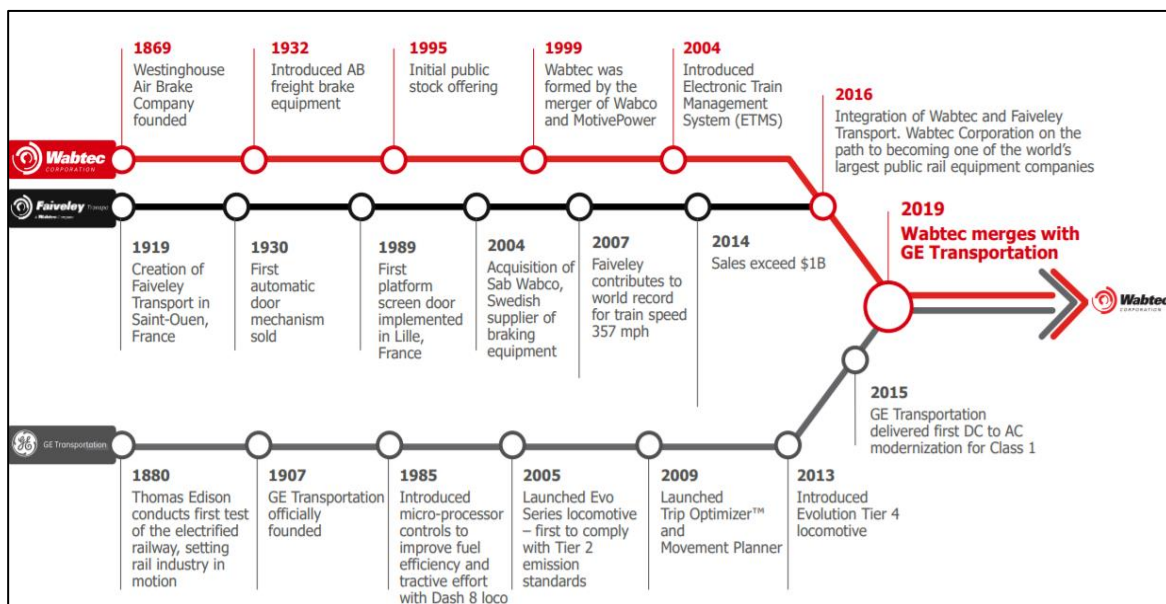 1869
Westinghouse
Air Brake
Company
founded
1932
Introduced AB
freight brake
equipment
1995
Initial public
stock offering
1999
Wabtec was
formed by the
merger of Wabco
and MotivePower
2004
Introduced
Electronic Train
Management
System (ETMS)
2016
Integration of Wabtec and Faiveley
Transport. Wabtec Corporation on the
path to becoming one of the world's
largest public rail equipment companies
Wabtec
CORPORATION
Faiveley Transpo
1919
Creation of
Faiveley
Transport in
Saint-Ouen,
France
1930
First
automatic
door
mechanism
sold
1989
First
platform
screen door
implemented
in Lille,
France
2004
Acquisition of
Sab Wabco,
Swedish
supplier of
braking
equipment
2007
Faiveley
contributes to
world record
for train speed
357 mph
2014
Sales exceed $1B
2019
Wabtec merges with
GE Transportation
Wabtec
CORPORATION
2015
GE Transportation
delivered first DC to AC
modernization for Class 1
GE Transportation
1880
Thomas Edison
conducts first test
of the electrified
railway, setting
rail industry in
motion
1907
GE Transportation
officially
founded
1985
Introduced
micro-processor
controls to
improve fuel
efficiency and
tractive effort
with Dash 8 loco
2005
Launched Evo
Series locomotive
– first to comply
with Tier 2
emission
standards
2009
Launched
Trip Optimizer™
and
Movement Planner
2013
Introduced
Evolution Tier 4
locomotive